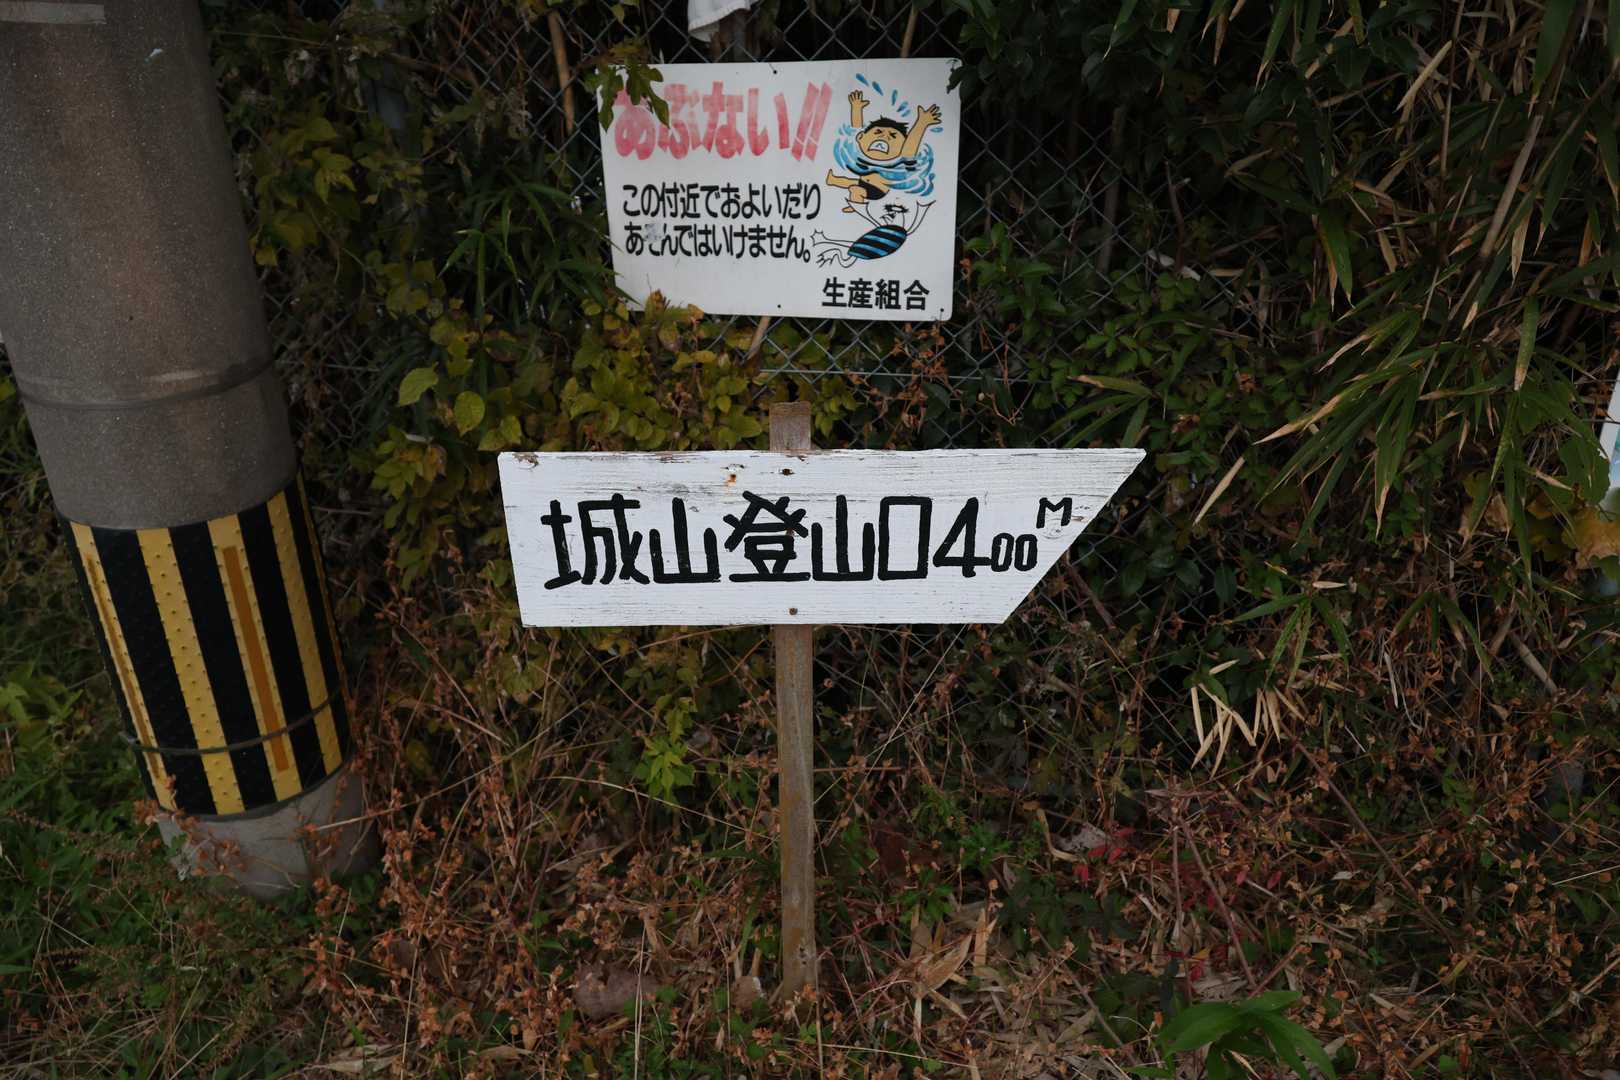 あぶない!!
この付近でおよいだり
あそんではいけません。
生産組合
城山登山口400M